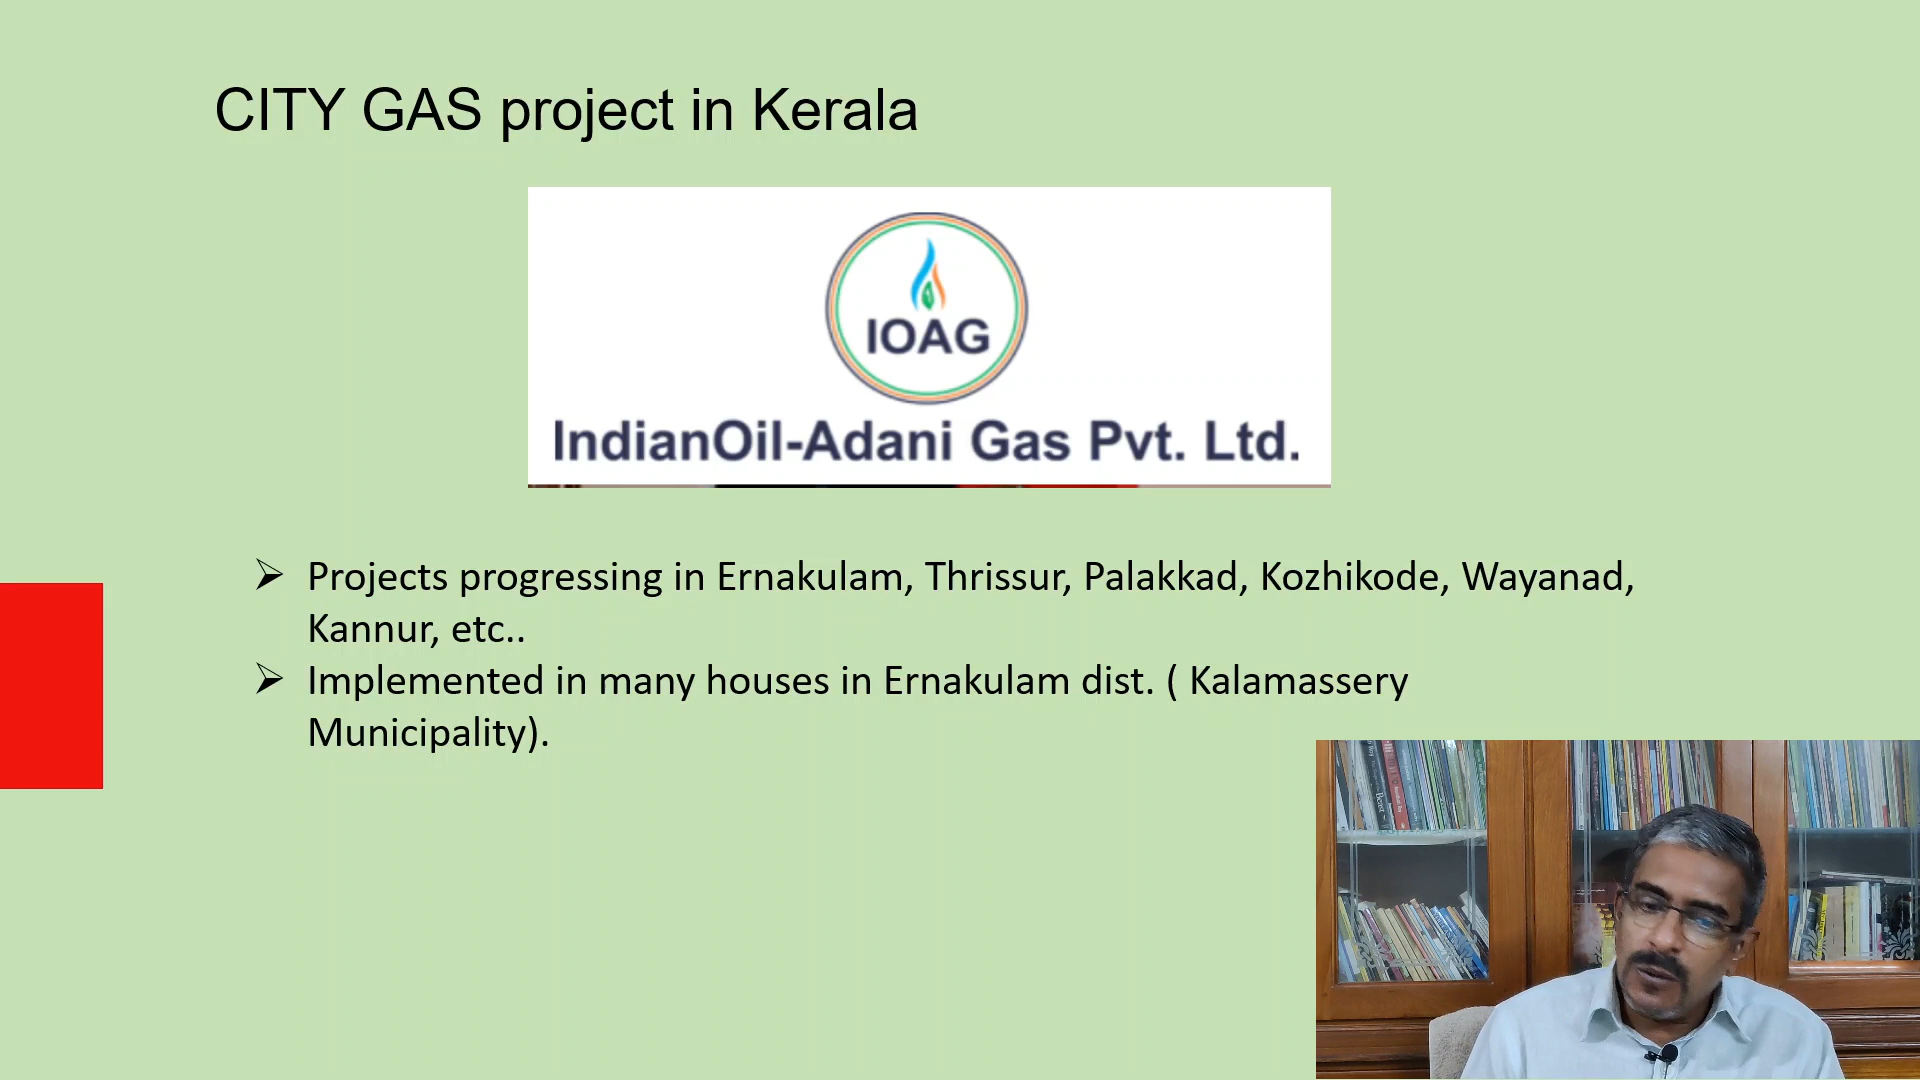 CITY GAS project in Kerala
IOAG
IndianOil-Adani Gas Pvt. Ltd.
➢ Projects progressing in Ernakulam, Thrissur, Palakkad, Kozhikode, Wayanad,
Kannur, etc..
➢ Implemented in many houses in Ernakulam dist. ( Kalamassery
Municipality).